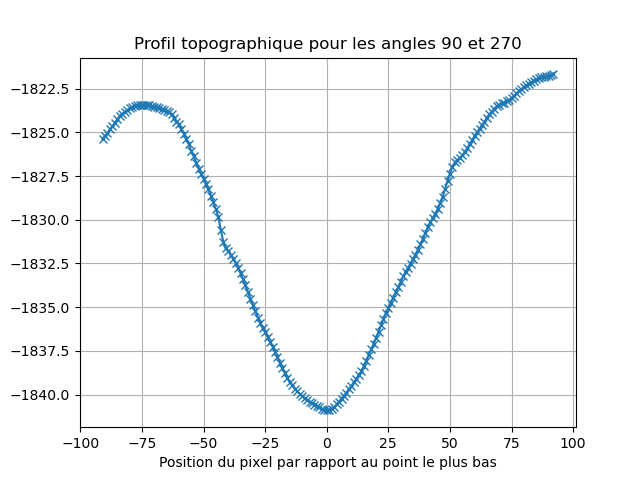 Profil topographique pour les angles 90 et 270
−1822.5
−1825.0
−1827.5
−1830.0
−1832.5
−1835.0
−1837.5
−1840.0
−100 −75 −50 −25 0 25 50 75 100
Position du pixel par rapport au point le plus bas